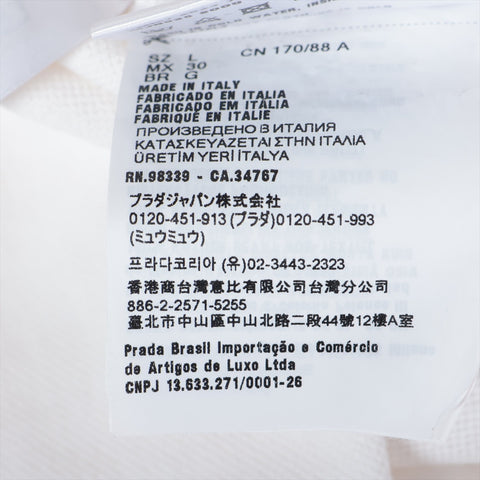 CN 170/88 A
SZ L
MX 30
BR G
MADE IN ITALY
FABRICADO EN ITALIA
FABRICADO EM ITÁLIA
FABRIQUÉ EN ITALIE
ПРОИЗВЕДЕНО В ИТАЛИЯ
ΚΑΤΑΣΚΕΥΑΖΕΤΑΙ ΣΤΗΝ ΙΤΑΛΙΑ
ÜRETİM YERİ İTALYA
RN.98339 - CA.34767
プラダジャパン株式会社
0120-451-913 (プラダ)0120-451-993
(ミュウミュウ)
프라다코리아 (유)02-3443-2323
香港商台灣惠比有限公司台灣分公司
886-2-2571-5255
臺北市中山區中山北路二段44號12樓A室
Prada Brasil Importação e Comércio
de Artigos de Luxo Ltda
CNPJ 13.633.271/0001-26